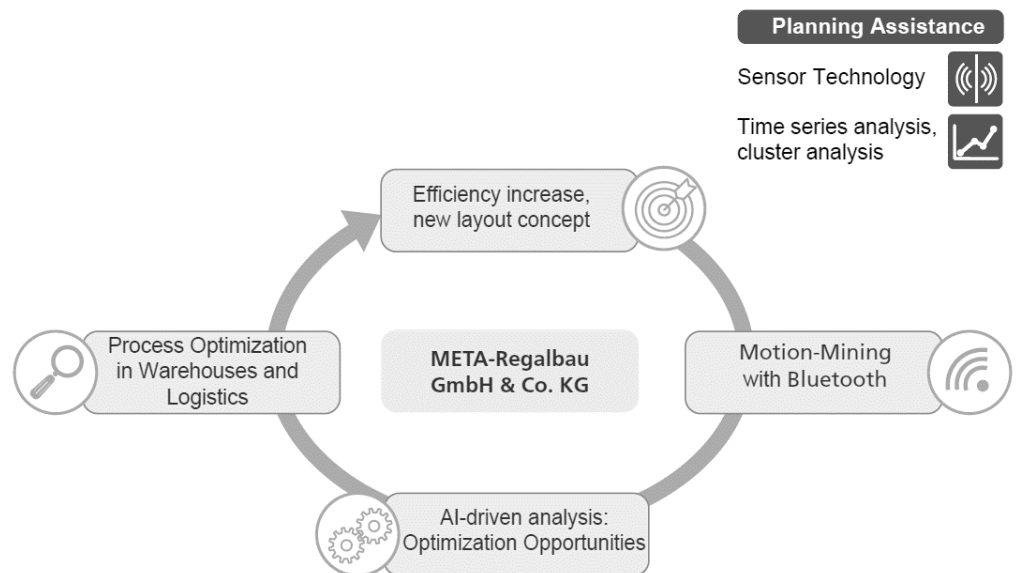 Planning Assistance
Sensor Technology
Time series analysis,
cluster analysis
Efficiency increase,
new layout concept
Process Optimization
in Warehouses and
Logistics
META-Regalbau
GmbH & Co. KG
Motion-Mining
with Bluetooth
AI-driven analysis:
Optimization Opportunities